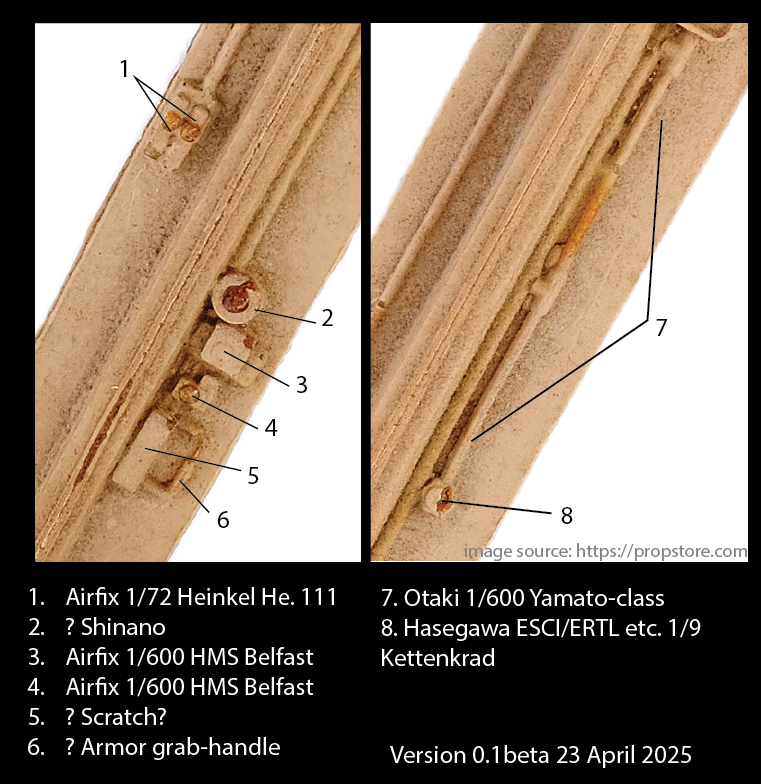 1
2
3
4
5
6
7
8
image source: https://propstore.com
1. Airfix 1/72 Heinkel He. 111
2. ? Shinano
3. Airfix 1/600 HMS Belfast
4. Airfix 1/600 HMS Belfast
5. ? Scratch?
6. ? Armor grab-handle
7. Otaki 1/600 Yamato-class
8. Hasegawa ESCI/ERTL etc. 1/9
Kettenkrad
Version 0.1beta 23 April 2025